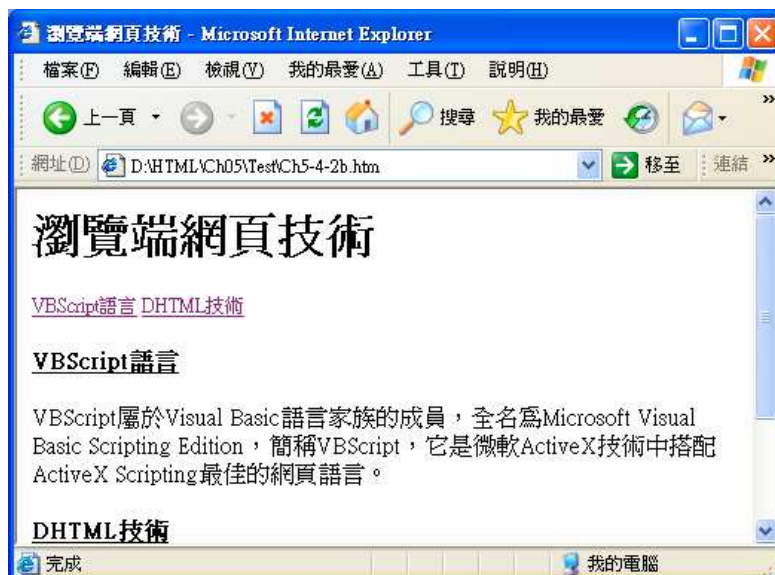 瀏覽端網頁技術 - Microsoft Internet Explorer
檔案(F) 編輯(E) 檢視(V) 我的最愛(A) 工具(T) 說明(H)
上一頁 搜尋 我的最愛 »
網址(D) D:\HTML\Ch05\Test\Ch5-4-2b.htm 移至 連結 »
瀏覽端網頁技術
VBScript語言 DHTML技術
VBScript語言
VBScript屬於Visual Basic語言家族的成員，全名為Microsoft Visual
Basic Scripting Edition，簡稱VBScript，它是微軟ActiveX技術中搭配
ActiveX Scripting最佳的網頁語言。
DHTML技術
完成 我的電腦